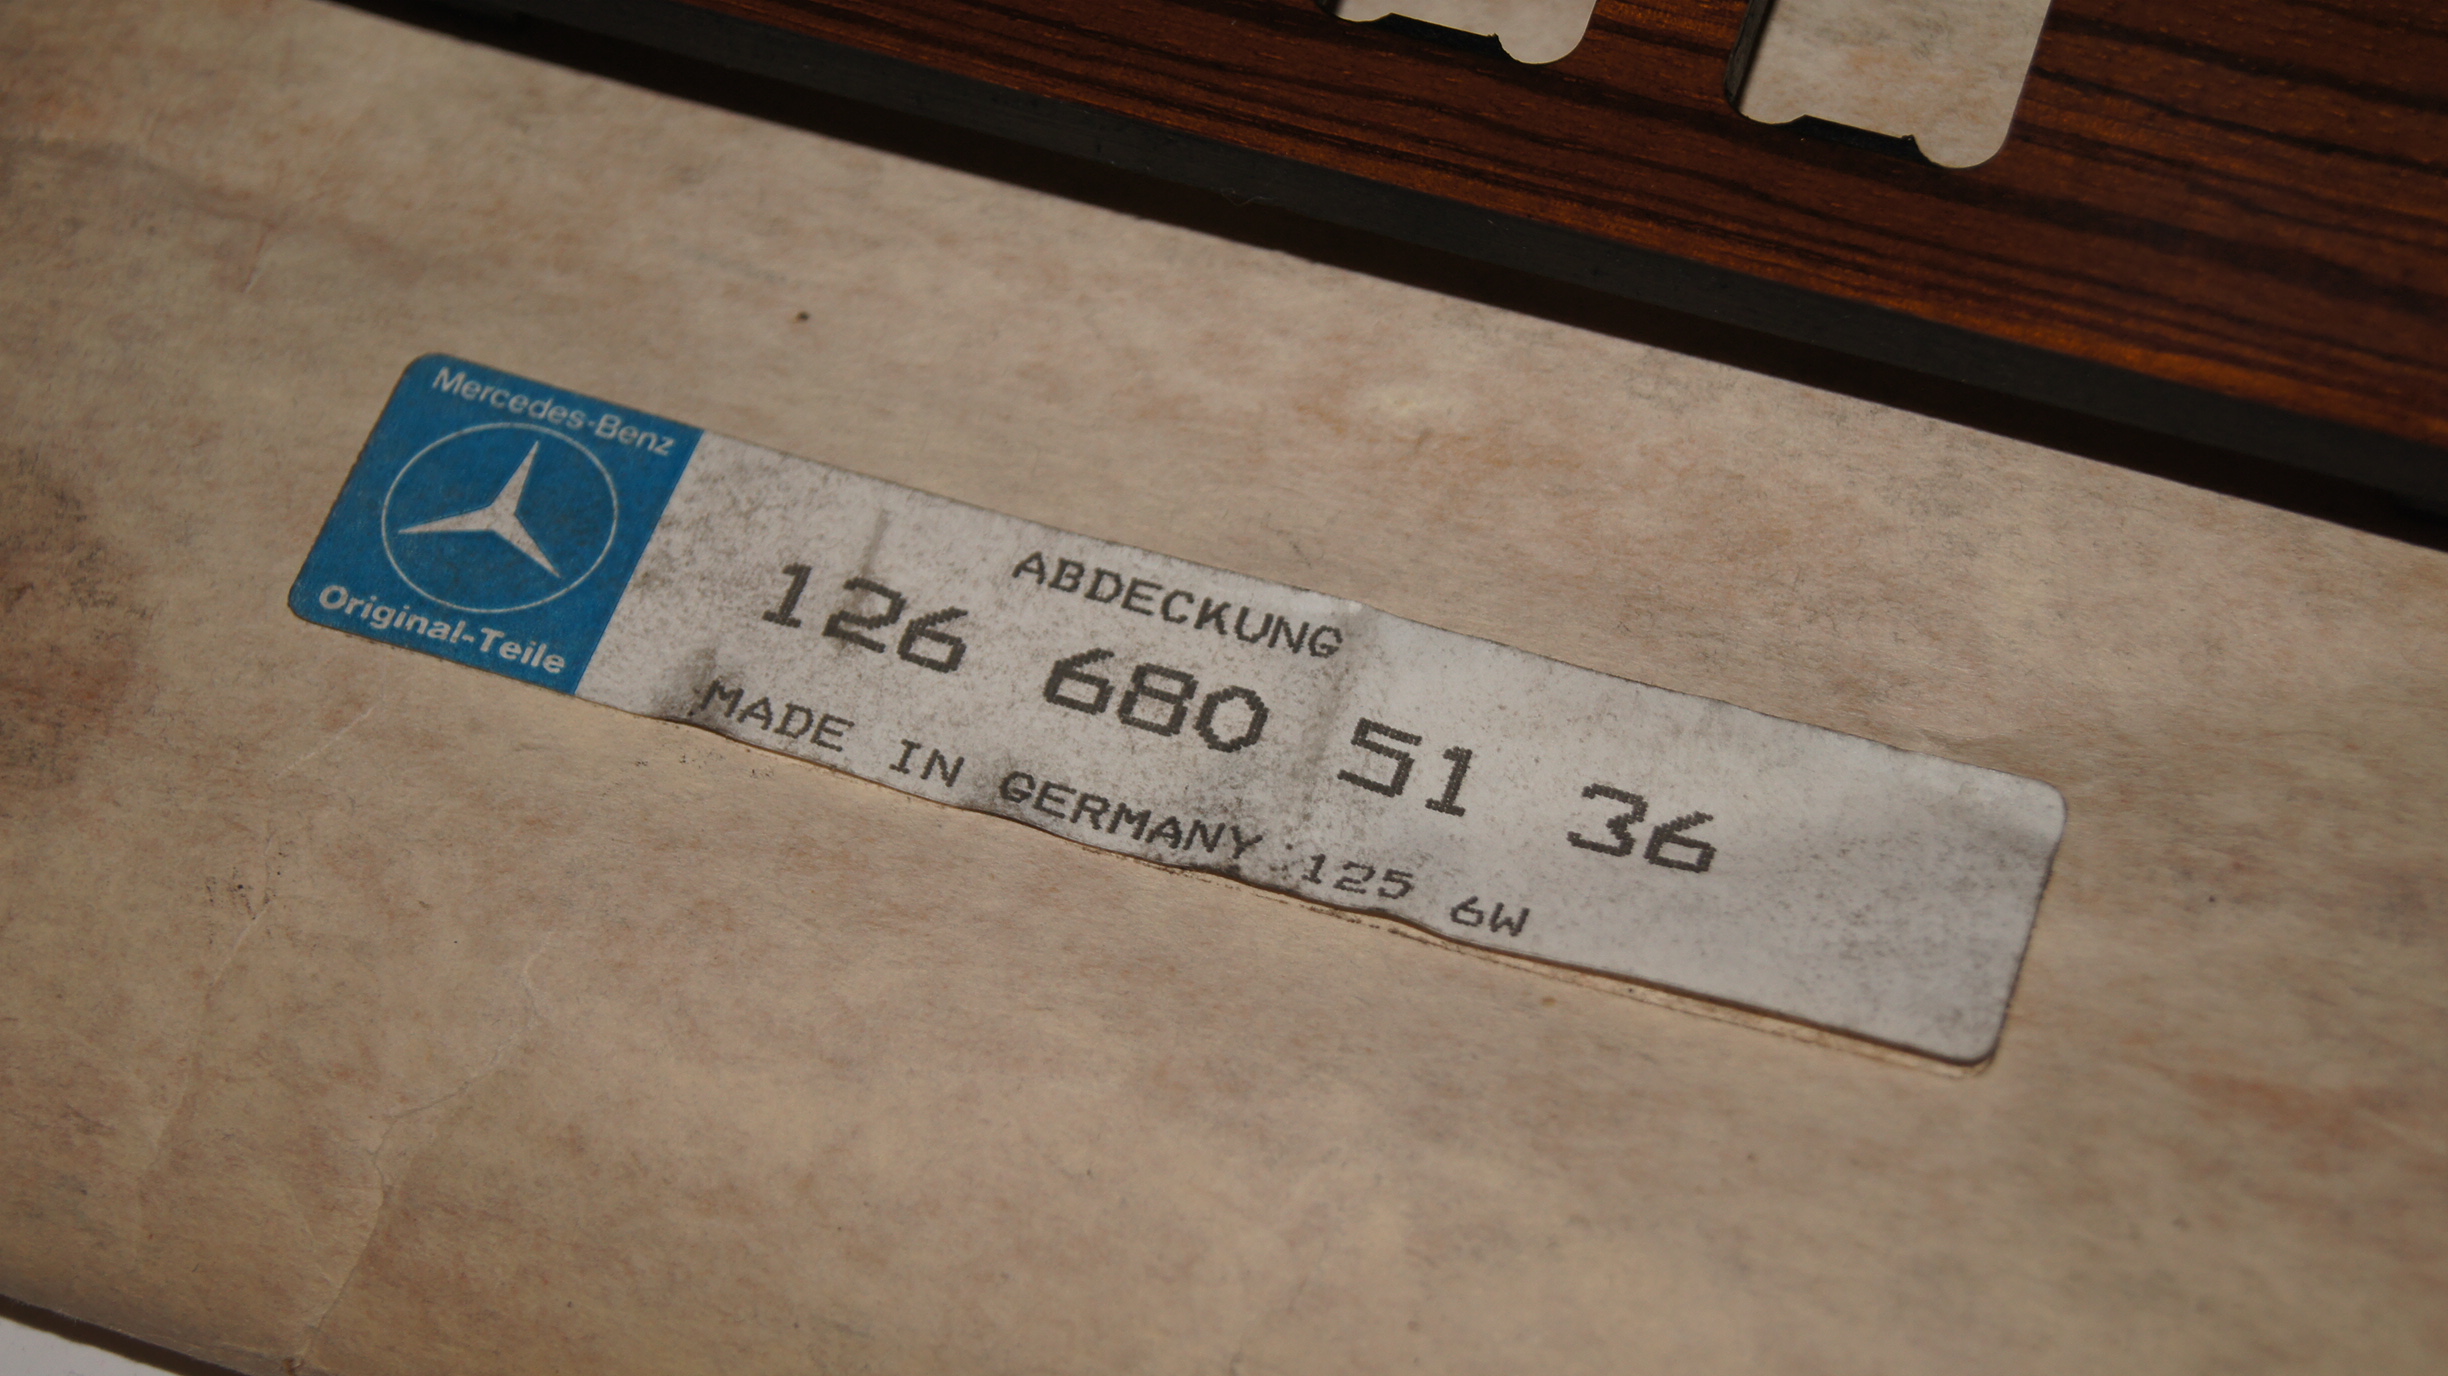 Mercedes-Benz
Original-Teile
ABDECKUNG
126 680 51 36
MADE IN GERMANY 125 6W